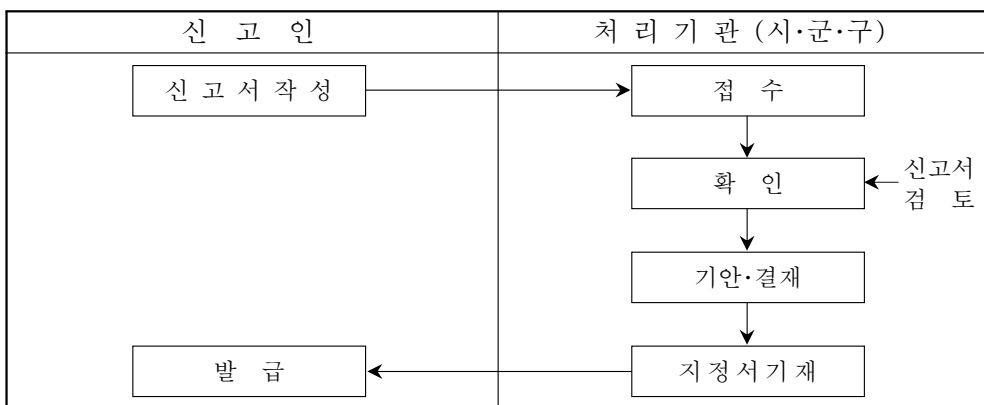 신 고 인
처 리 기 관 (시·군·구)
신 고 서 작 성
접 수
확 인
신고서
검 토
기안·결재
발 급
지정서기재